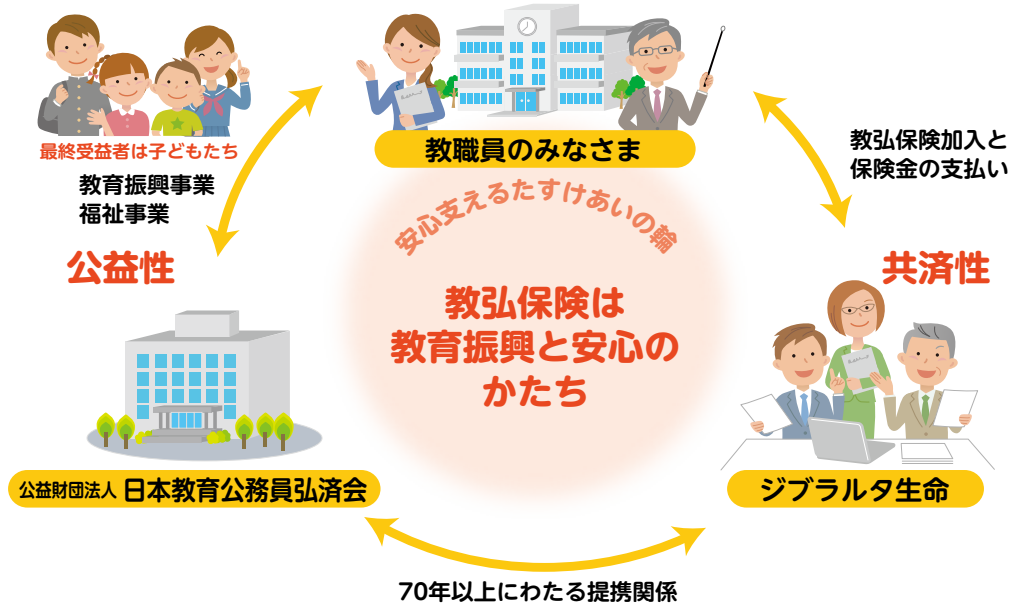 最終受益者は子どもたち
教育振興事業
福祉事業
公益性
教職員のみなさま
教弘保険加入と
保険金の支払い
共済性
安心支えるたすけあいの輪
教弘保険は
教育振興と安心の
かたち
公益財団法人 日本教育公務員弘済会
ジブラルタ生命
70年以上にわたる提携関係